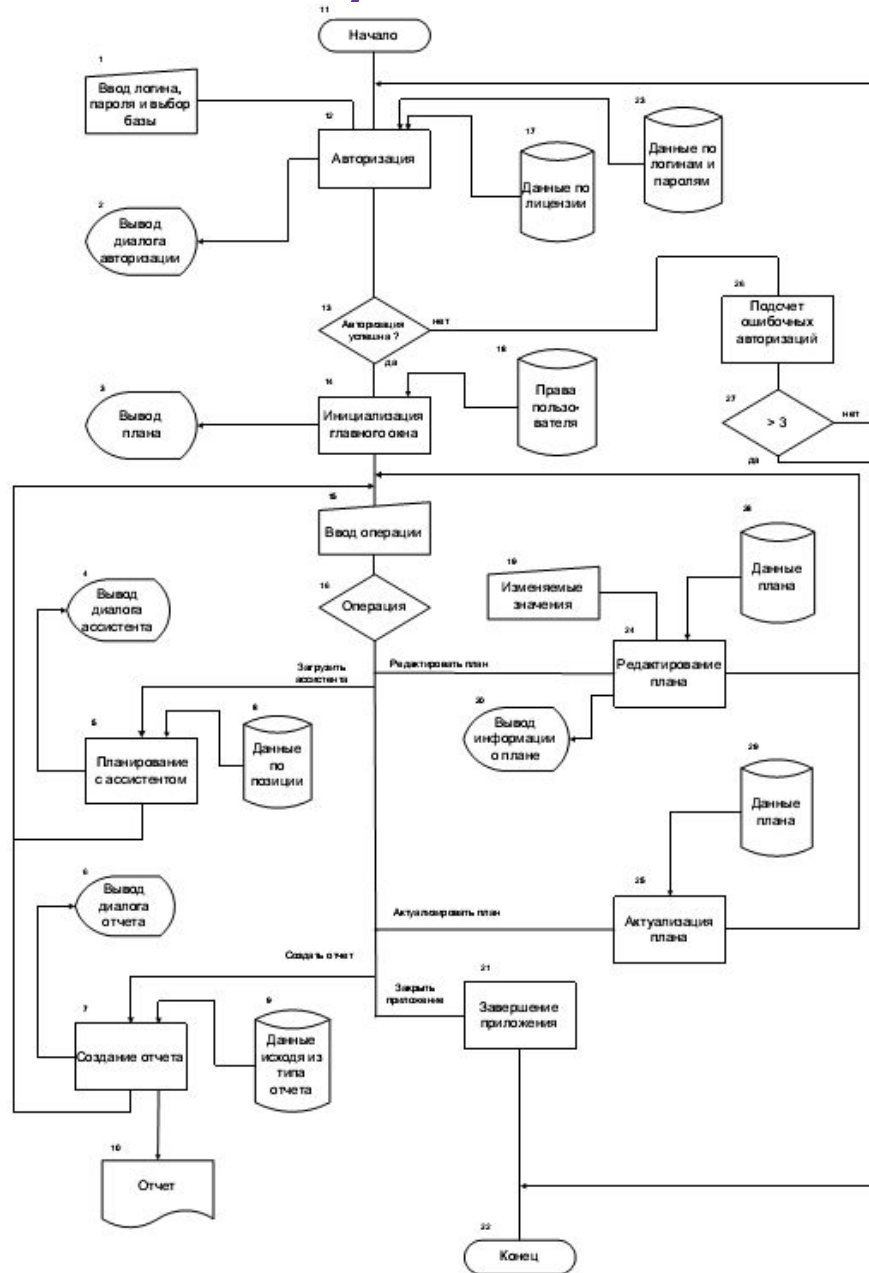 11
Начало
1
Ввод логина,
пароля и выбор
базы
12
Авторизация
17
Данные по
лицензии
23
Данные по
логинам и
паролям
2
Вывод
диалога
авторизации
13
Авторизация
успешна ?
нет
да
26
Подсчет
ошибочных
авторизаций
27
> 3
нет
да
3
Вывод
плана
14
Инициализация
главного окна
18
Права
пользо-
вателя
15
Ввод операции
16
Операция
4
Вывод
диалога
ассистента
19
Изменяемые
значения
28
Данные
плана
24
Редактирование
плана
Загрузить
ассистента
Редактировать план
20
Вывод
информации
о плане
5
Планирование
с ассистентом
8
Данные
по
позиции
29
Данные
плана
6
Вывод
диалога
отчета
25
Актуализация
плана
Актуализировать план
Создать отчет
Закрыть
приложение
21
Завершение
приложения
7
Создание отчета
9
Данные
исходя из
типа
отчета
10
Отчет
22
Конец